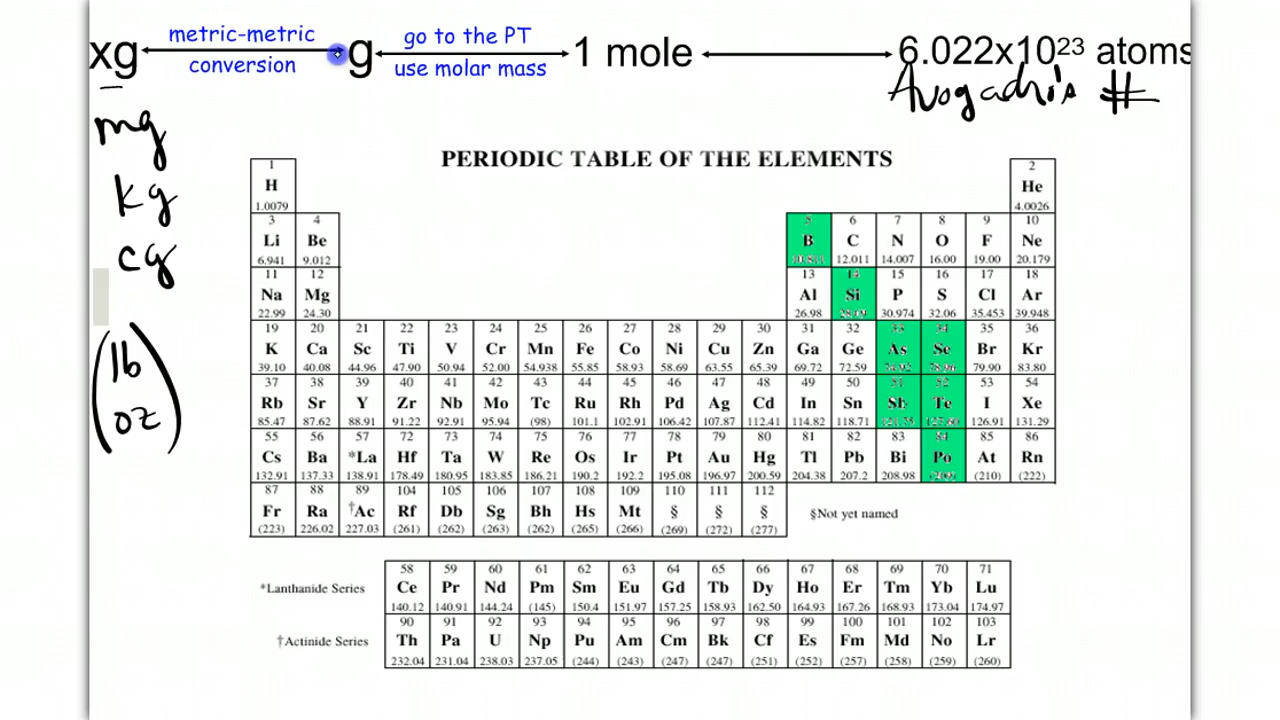 metric-metric
go to the PT
xg g 1 mole 6.022x10²³ atoms
conversion
use molar mass
Avogadro's #
mg
kg
cg
lb
oz
PERIODIC TABLE OF THE ELEMENTS
1 2
H He
1.0079 4.0026
3 4 5 6 7 8 9 10
Li Be B C N O F Ne
6.941 9.012 10.811 12.011 14.007 16.00 19.00 20.179
11 12 13 14 15 16 17 18
Na Mg Al Si P S Cl Ar
22.99 24.30 26.98 28.09 30.974 32.06 35.453 39.948
19 20 21 22 23 24 25 26 27 28 29 30 31 32 33 34 35 36
K Ca Sc Ti V Cr Mn Fe Co Ni Cu Zn Ga Ge As Se Br Kr
39.10 40.08 44.96 47.90 50.94 52.00 54.938 55.85 58.93 58.69 63.55 65.39 69.72 72.59 74.92 78.96 79.90 83.80
37 38 39 40 41 42 43 44 45 46 47 48 49 50 51 52 53 54
Rb Sr Y Zr Nb Mo Tc Ru Rh Pd Ag Cd In Sn Sb Te I Xe
85.47 87.62 88.91 91.22 92.91 95.94 (98) 101.1 102.91 106.42 107.87 112.41 114.82 118.71 121.75 127.60 126.91 131.29
55 56 57 72 73 74 75 76 77 78 79 80 81 82 83 84 85 86
Cs Ba *La Hf Ta W Re Os Ir Pt Au Hg Tl Pb Bi Po At Rn
132.91 137.33 138.91 178.49 180.95 183.85 186.21 190.2 192.2 195.08 196.97 200.59 204.38 207.2 208.98 (209) (210) (222)
87 88 89 104 105 106 107 108 109 110 111 112
Fr Ra †Ac Rf Db Sg Bh Hs Mt § § §
(223) 226.02 227.03 (261) (262) (263) (262) (265) (266) (269) (272) (277)
§Not yet named
58 59 60 61 62 63 64 65 66 67 68 69 70 71
*Lanthanide Series Ce Pr Nd Pm Sm Eu Gd Tb Dy Ho Er Tm Yb Lu
140.12 140.91 144.24 (145) 150.4 151.97 157.25 158.93 162.50 164.93 167.26 168.93 173.04 174.97
90 91 92 93 94 95 96 97 98 99 100 101 102 103
†Actinide Series Th Pa U Np Pu Am Cm Bk Cf Es Fm Md No Lr
232.04 231.04 238.03 237.05 (244) (243) (247) (247) (251) (252) (257) (258) (259) (260)